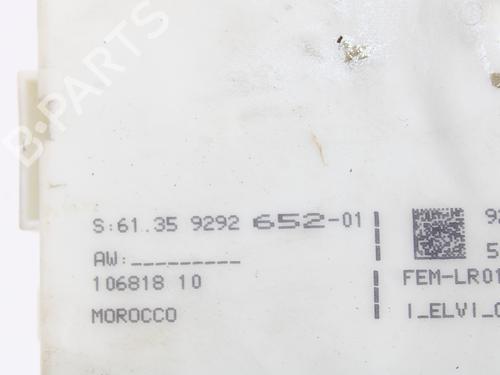 B-PARTS
S:61.35 9292 652-01
AW:_________
106818 10
MOROCCO
FEM-LR01
I_ELVI_